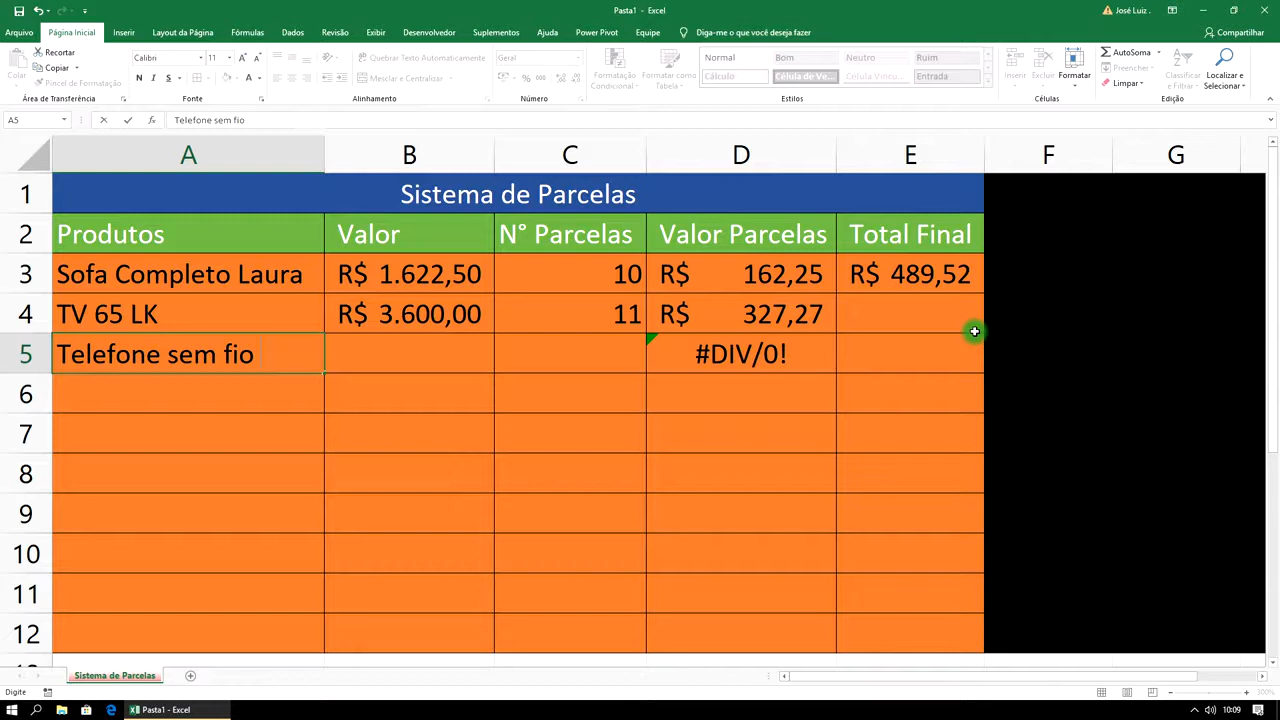 Pasta1 - Excel
José Luiz .
Arquivo Página Inicial Inserir Layout da Página Fórmulas Dados Revisão Exibir Desenvolvedor Suplementos Ajuda Power Pivot Equipe Diga-me o que você deseja fazer Compartilhar
Colar
Recortar
Copiar
Pincel de Formatação
Área de Transferência
Calibri 11
N I S
Fonte
Quebrar Texto Automaticamente
Mesclar e Centralizar
Alinhamento
Geral
% 000
Número
Formatação Condicional
Formatar como Tabela
Normal Bom Neutro Ruim
Cálculo Célula de Ve... Célula Vincu... Entrada
Estilos
Inserir Excluir Formatar
Células
AutoSoma
Preencher
Limpar
Classificar e Filtrar
Localizar e Selecionar
Edição
A5 fx Telefone sem fio
A B C D E F G
1 Sistema de Parcelas
2 Produtos Valor N° Parcelas Valor Parcelas Total Final
3 Sofa Completo Laura R$ 1.622,50 10 R$ 162,25 R$ 489,52
4 TV 65 LK R$ 3.600,00 11 R$ 327,27
5 Telefone sem fio #DIV/0!
6
7
8
9
10
11
12
Sistema de Parcelas
Digite 300%
Pasta1 - Excel 10:09